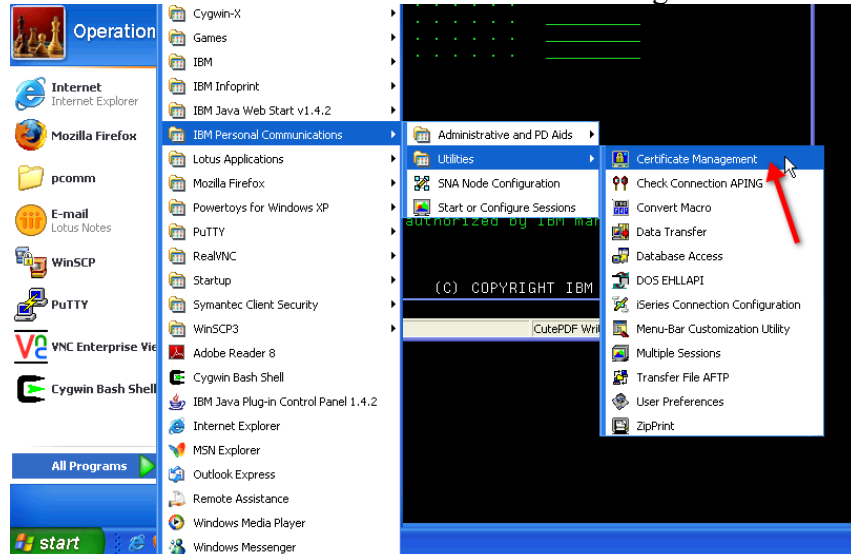 Operation
Internet
Internet Explorer
Mozilla Firefox
pcomm
E-mail
Lotus Notes
WinSCP
PuTTY
VNC Enterprise Vie
Cygwin Bash Shell
All Programs
start
Cygwin-X
Games
IBM
IBM Infoprint
IBM Java Web Start v1.4.2
IBM Personal Communications
Lotus Applications
Mozilla Firefox
Powertoys for Windows XP
PuTTY
RealVNC
Startup
Symantec Client Security
WinSCP3
Adobe Reader 8
Cygwin Bash Shell
IBM Java Plug-in Control Panel 1.4.2
Internet Explorer
MSN Explorer
Outlook Express
Remote Assistance
Windows Media Player
Windows Messenger
Administrative and PD Aids
Utilities
SNA Node Configuration
Start or Configure Sessions
authorized by IBM man
(C) COPYRIGHT IBM
CutePDF Wri
Certificate Management
Check Connection APING
Convert Macro
Data Transfer
Database Access
DOS EHLLAPI
iSeries Connection Configuration
Menu-Bar Customization Utility
Multiple Sessions
Transfer File AFTP
User Preferences
ZipPrint